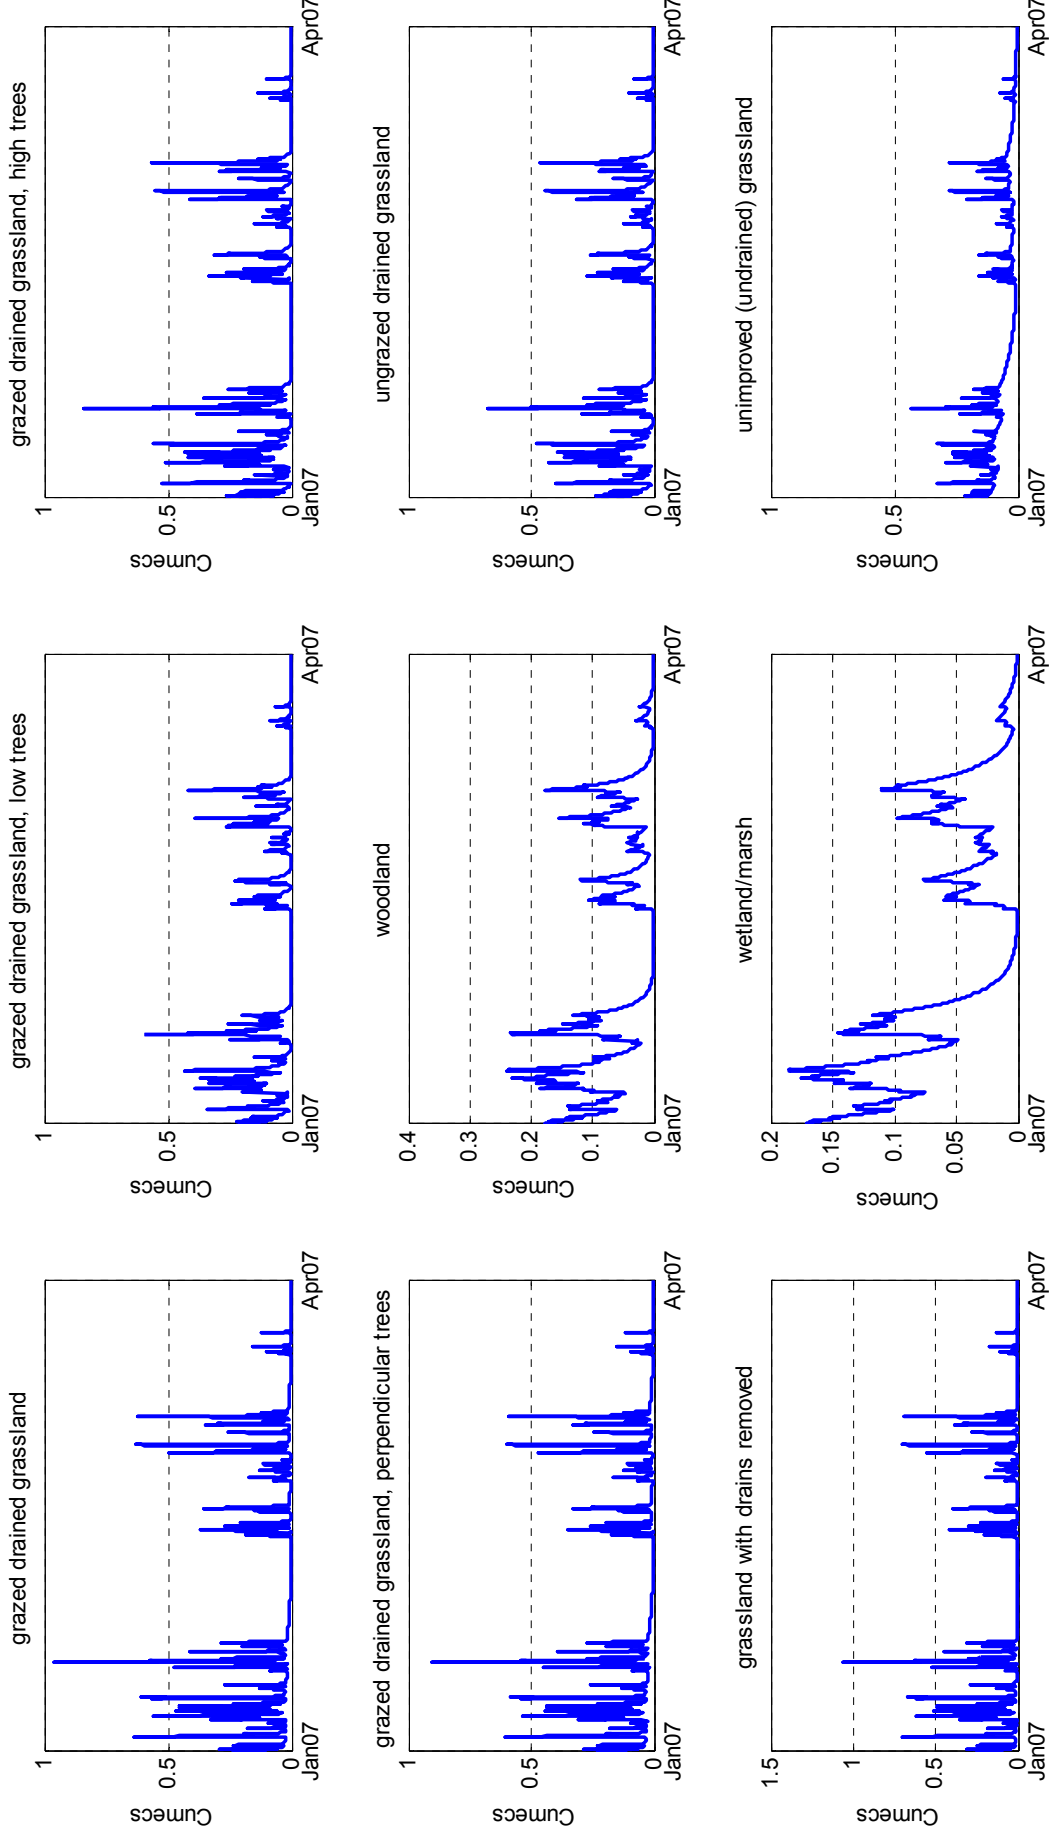 grazed drained grassland
1
0.5
0
Cumecs
Jan07
Apr07
grazed drained grassland, low trees
1
0.5
0
Cumecs
Jan07
Apr07
grazed drained grassland, high trees
1
0.5
0
Cumecs
Jan07
Apr07
grazed drained grassland, perpendicular trees
1
0.5
0
Cumecs
Jan07
Apr07
woodland
0.4
0.3
0.2
0.1
0
Cumecs
Jan07
Apr07
ungrazed drained grassland
1
0.5
0
Cumecs
Jan07
Apr07
grassland with drains removed
1.5
1
0.5
0
Cumecs
Jan07
Apr07
wetland/marsh
0.2
0.15
0.1
0.05
0
Cumecs
Jan07
Apr07
unimproved (undrained) grassland
1
0.5
0
Cumecs
Jan07
Apr07